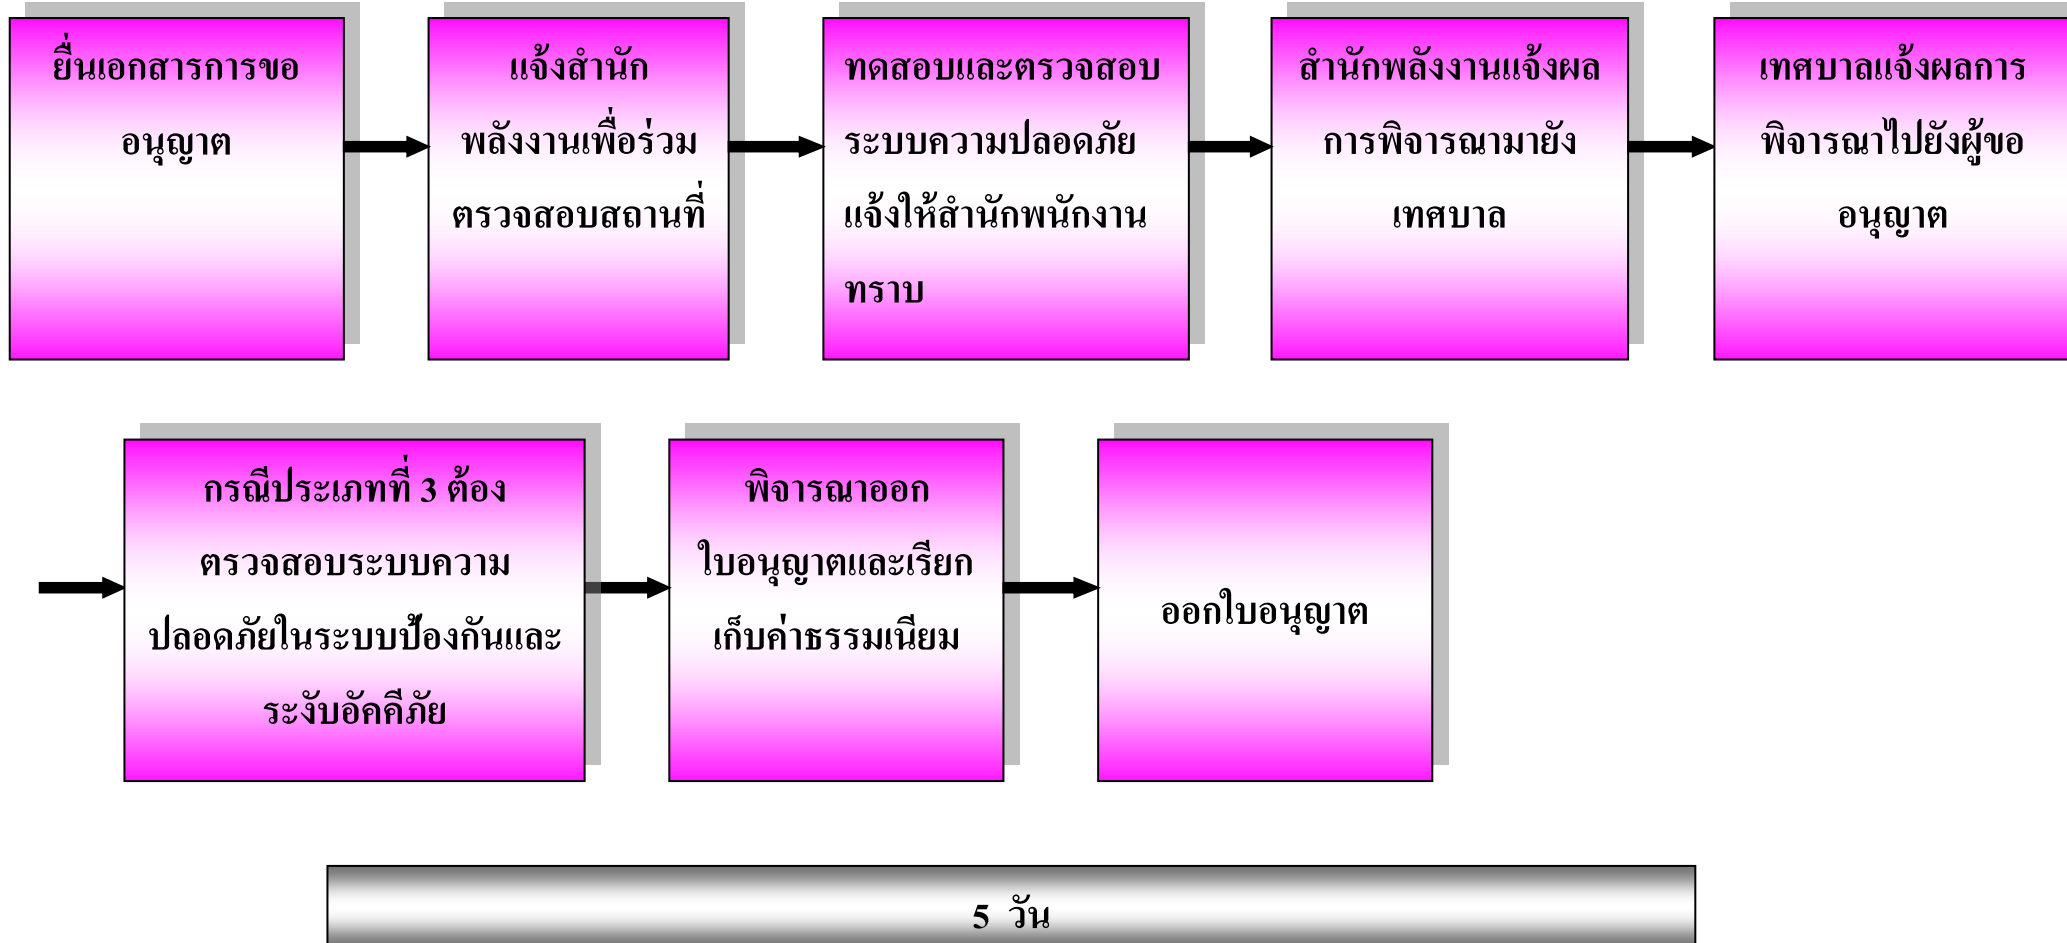 ยื่นเอกสารการขอ
อนุญาต
แจ้งสำนัก
พลังงานเพื่อร่วม
ตรวจสอบสถานที่
ทดสอบและตรวจสอบ
ระบบความปลอดภัย
แจ้งให้สำนักพนักงาน
ทราบ
สำนักพลังงานแจ้งผล
การพิจารณามายัง
เทศบาล
เทศบาลแจ้งผลการ
พิจารณาไปยังผู้ขอ
อนุญาต
กรณีประเภทที่ 3 ต้อง
ตรวจสอบระบบความ
ปลอดภัยในระบบป้องกันและ
ระงับอัคคีภัย
พิจารณาออก
ใบอนุญาตและเรียก
เก็บค่าธรรมเนียม
ออกใบอนุญาต
5 วัน